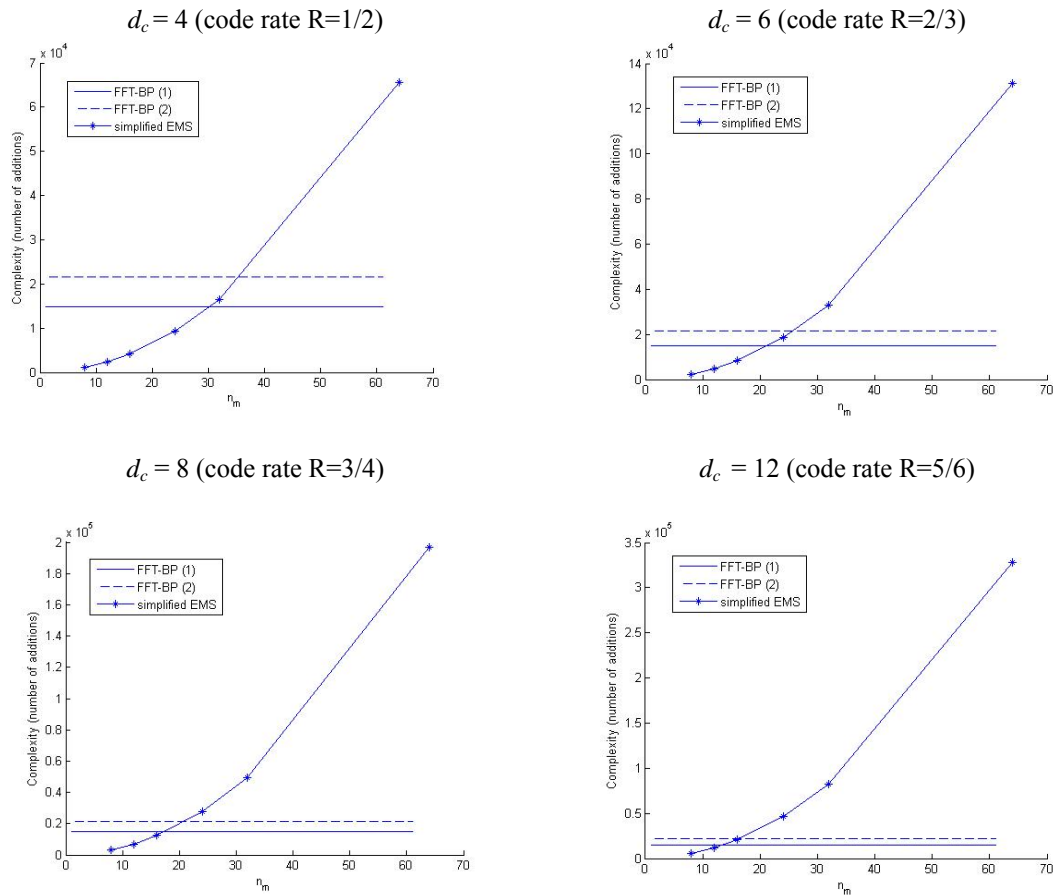 d_c = 4 (code rate R=1/2)
x 10^4
7
6
5
4
3
2
1
0
Complexity (number of additions)
FFT-BP (1)
FFT-BP (2)
simplified EMS
0 10 20 30 40 50 60 70
n_m
d_c = 6 (code rate R=2/3)
x 10^4
14
12
10
8
6
4
2
0
Complexity (number of additions)
FFT-BP (1)
FFT-BP (2)
simplified EMS
0 10 20 30 40 50 60 70
n_m
d_c = 8 (code rate R=3/4)
x 10^5
2
1.8
1.6
1.4
1.2
1
0.8
0.6
0.4
0.2
0
Complexity (number of additions)
FFT-BP (1)
FFT-BP (2)
simplified EMS
0 10 20 30 40 50 60 70
n_m
d_c = 12 (code rate R=5/6)
x 10^5
3.5
3
2.5
2
1.5
1
0.5
0
Complexity (number of additions)
FFT-BP (1)
FFT-BP (2)
simplified EMS
0 10 20 30 40 50 60 70
n_m